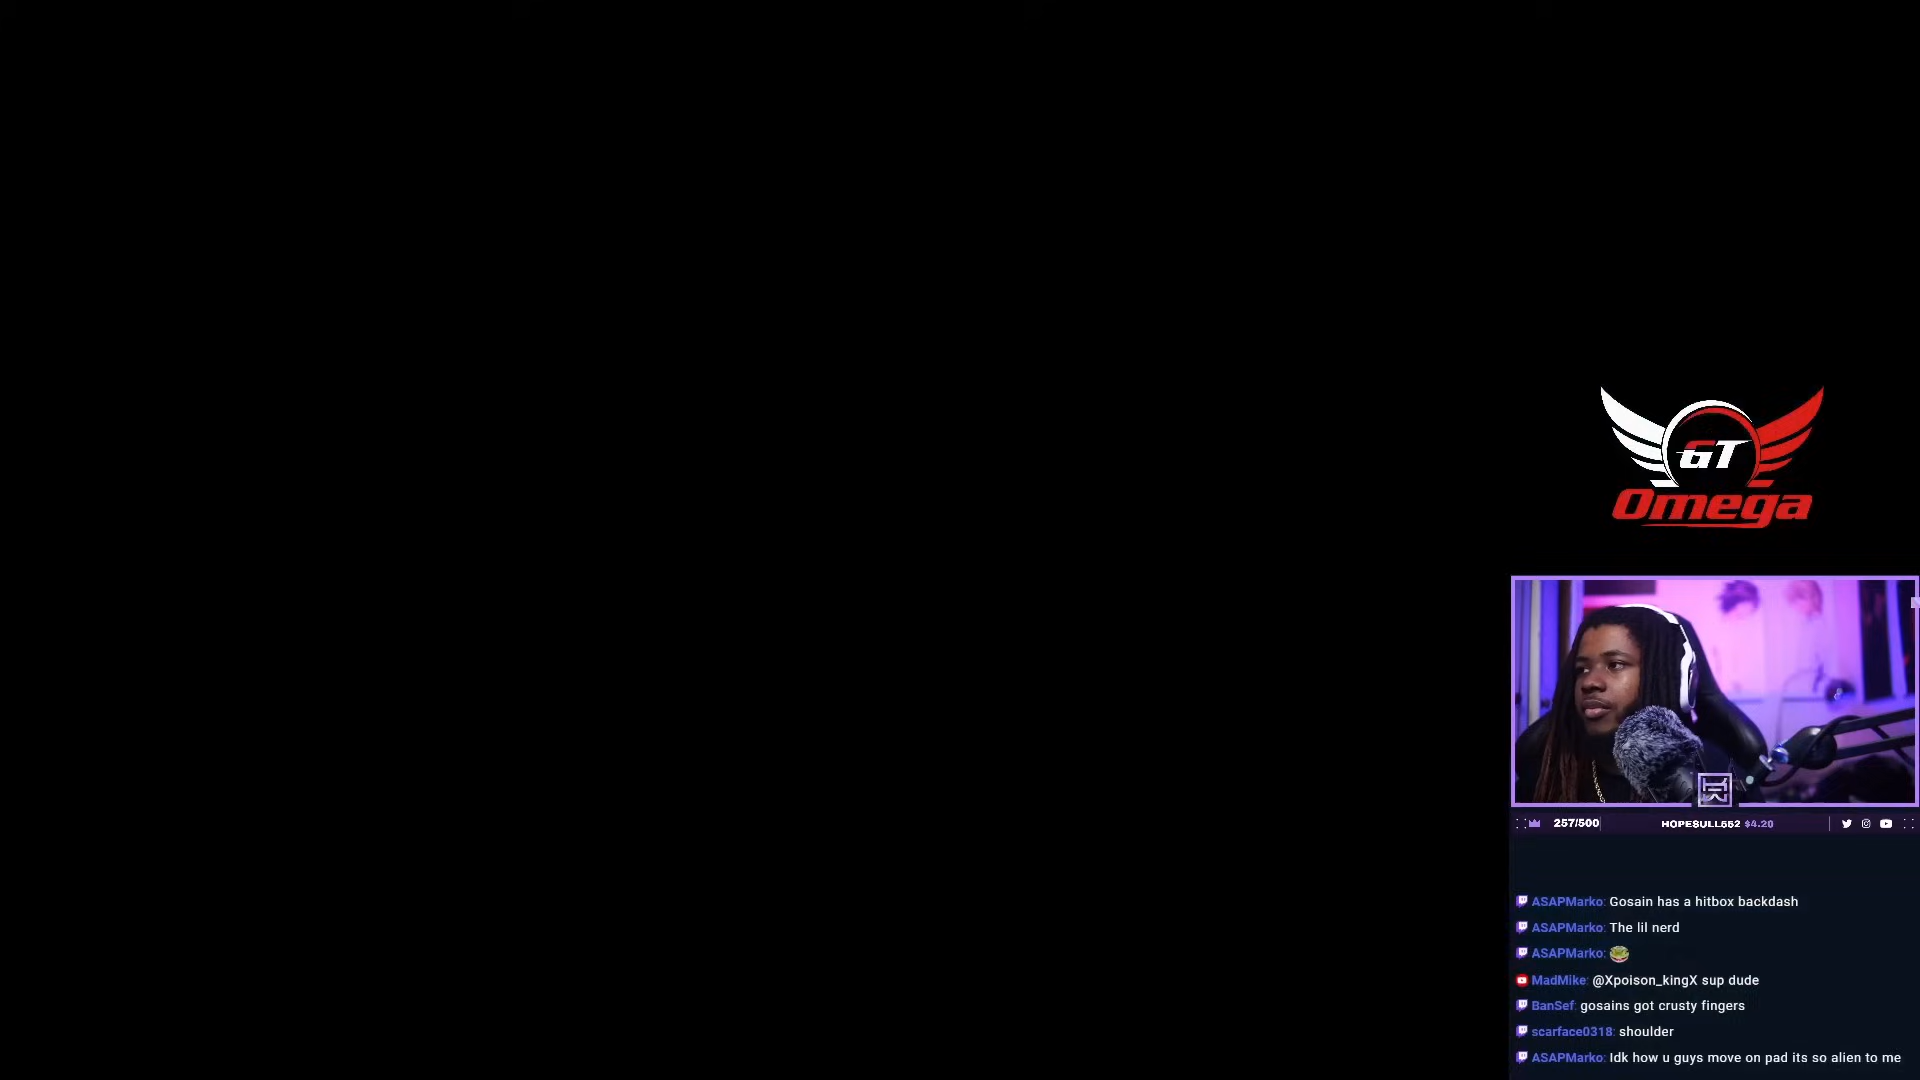 GT
Omega
257/500
HOPE8ULL562 $4.20
ASAPMarko: Gosain has a hitbox backdash
ASAPMarko: The lil nerd
ASAPMarko:
MadMike: @Xpoison_kingX sup dude
BanSef: gosains got crusty fingers
scarface0318: shoulder
ASAPMarko: Idk how u guys move on pad its so alien to me